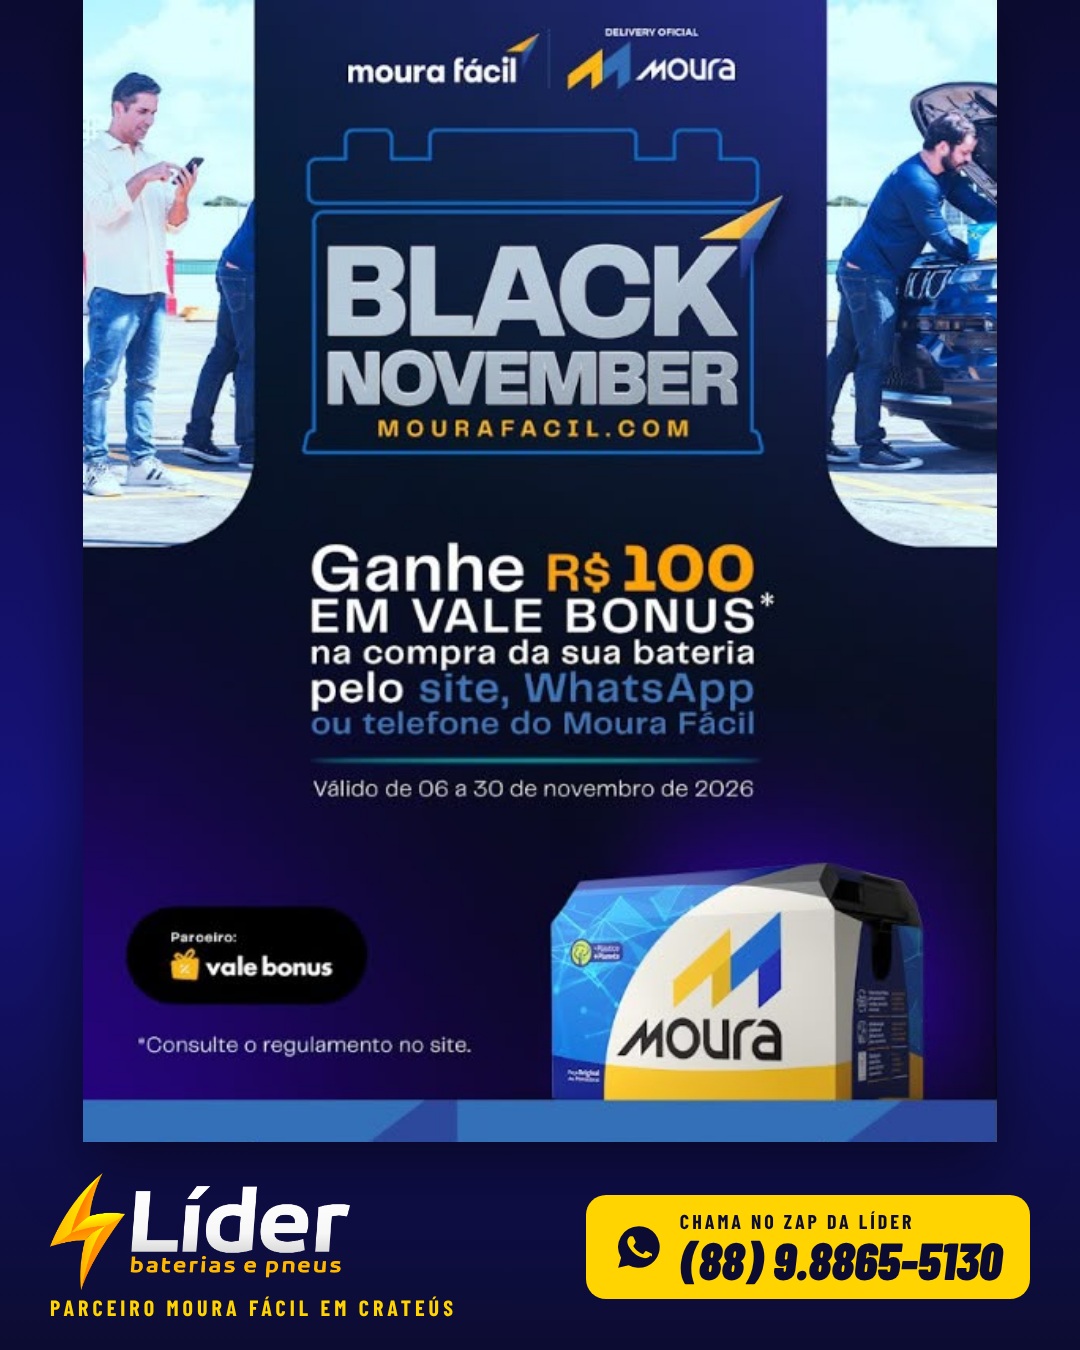 moura fácil
DELIVERY OFICIAL
moura
BLACK
NOVEMBER
MOURAFACIL.COM
Ganhe R$ 100
EM VALE BONUS*
na compra da sua bateria
pelo site, WhatsApp
ou telefone do Moura Fácil
Válido de 06 a 30 de novembro de 2026
Parceiro:
vale bonus
*Consulte o regulamento no site.
moura
Líder
baterias e pneus
PARCEIRO MOURA FÁCIL EM CRATEÚS
CHAMA NO ZAP DA LÍDER
(88) 9.8865-5130